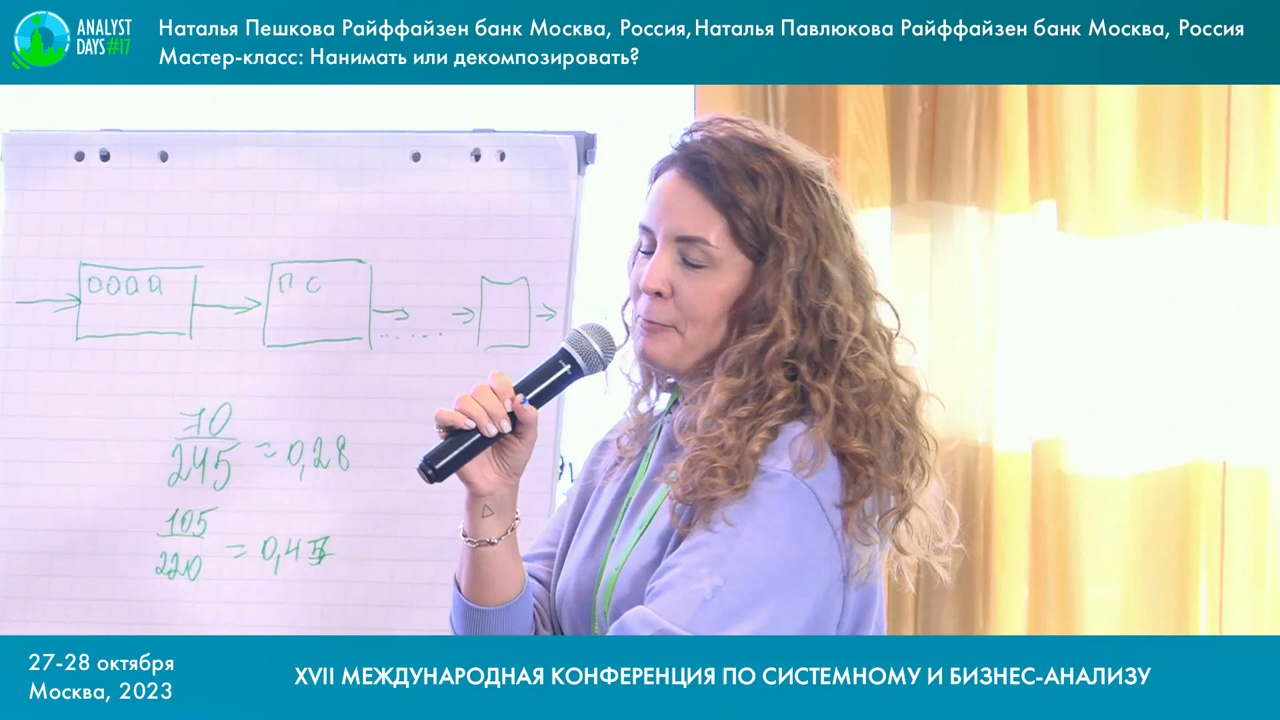 ANALYST
DAYS#17
Наталья Пешкова Райффайзен банк Москва, Россия,Наталья Павлюкова Райффайзен банк Москва, Россия
Мастер-класс: Нанимать или декомпозировать?
П С
70
245
≈ 0,28
105
220
= 0,4
27-28 октября
Москва, 2023
XVII МЕЖДУНАРОДНАЯ КОНФЕРЕНЦИЯ ПО СИСТЕМНОМУ И БИЗНЕС-АНАЛИЗУ